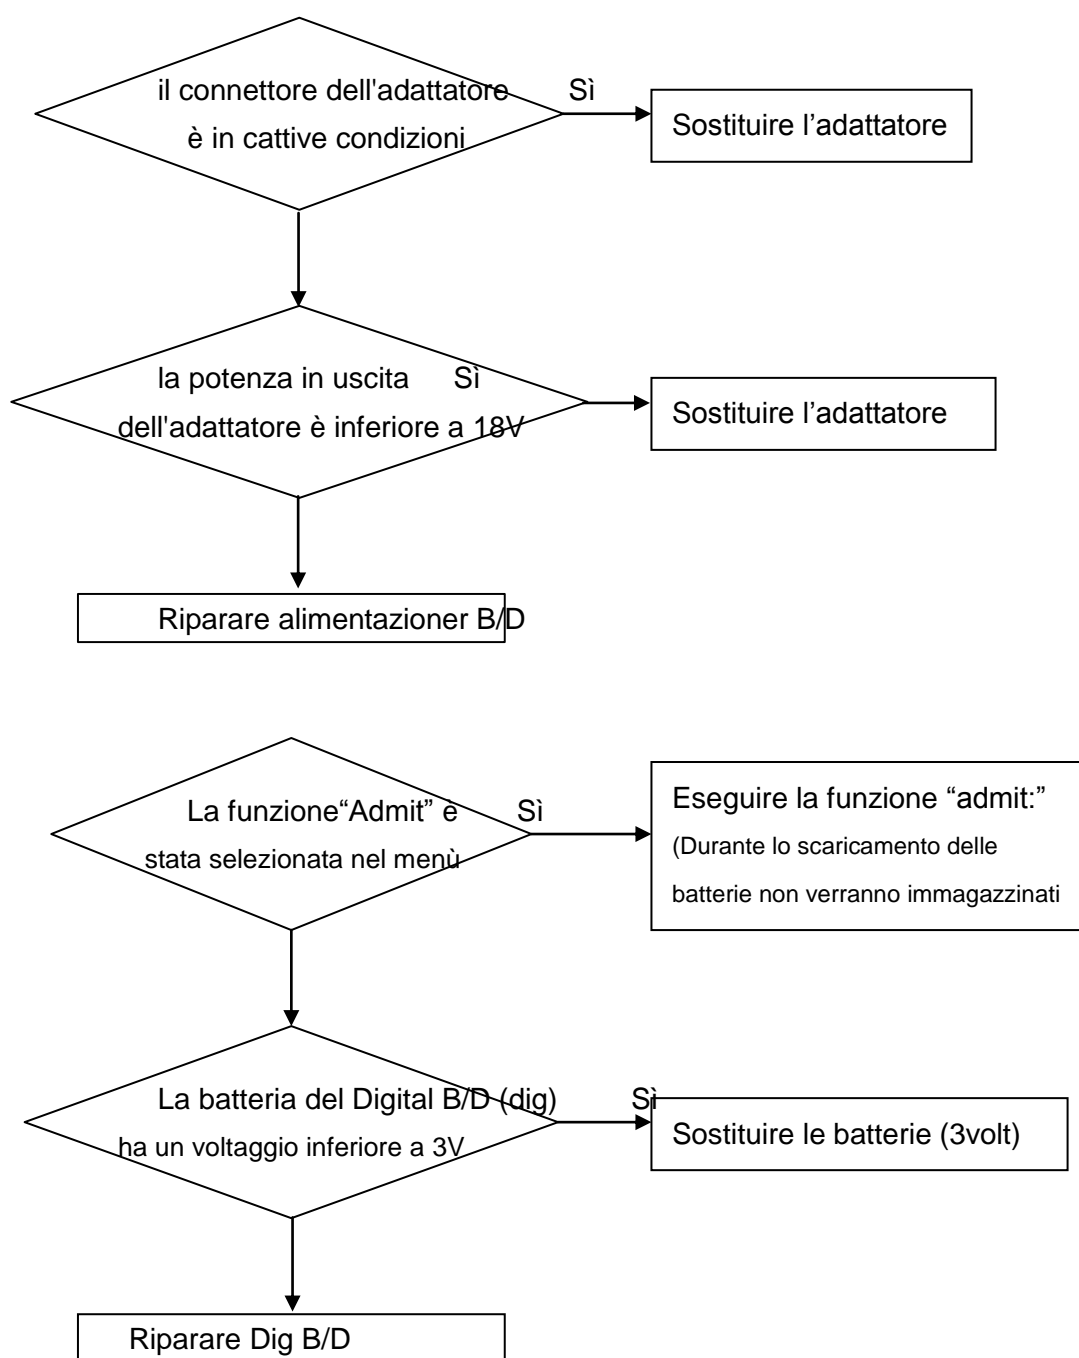 il connettore dell'adattatore
è in cattive condizioni
Sì
Sostituire l’adattatore
la potenza in uscita Sì
dell'adattatore è inferiore a 18V
Sostituire l’adattatore
Riparare alimentazioner B/D
La funzione“Admit” è
stata selezionata nel menù
Sì
Eseguire la funzione “admit:”
(Durante lo scaricamento delle
batterie non verranno immagazzinati
La batteria del Digital B/D (dig)
ha un voltaggio inferiore a 3V
Sì
Sostituire le batterie (3volt)
Riparare Dig B/D